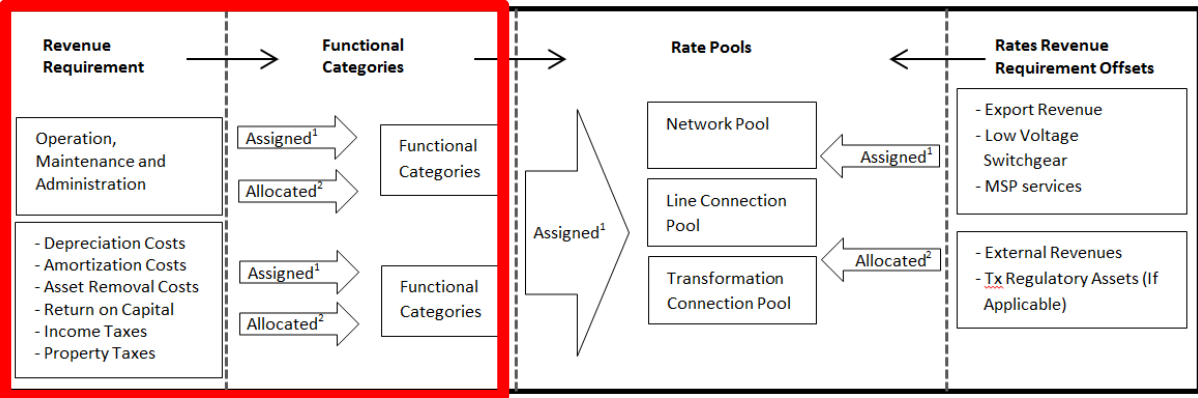 Revenue
Requirement
Functional
Categories
Rate Pools
Rates Revenue
Requirement Offsets
Operation,
Maintenance and
Administration
Assigned1
Allocated2
Functional
Categories
- Depreciation Costs
- Amortization Costs
- Asset Removal Costs
- Return on Capital
- Income Taxes
- Property Taxes
Assigned1
Allocated2
Functional
Categories
Assigned1
Network Pool
Line Connection
Pool
Transformation
Connection Pool
Assigned1
Allocated2
- Export Revenue
- Low Voltage
Switchgear
- MSP services
- External Revenues
- Tx Regulatory Assets (If
Applicable)